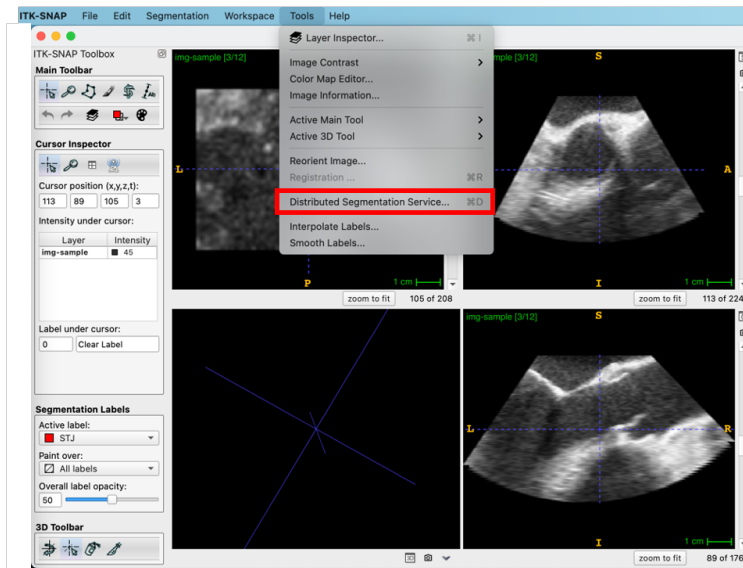 ITK-SNAP File Edit Segmentation Workspace Tools Help
ITK-SNAP Toolbox
Main Toolbar
Cursor Inspector
Cursor position (x,y,z,t):
113 89 105 3
Intensity under cursor:
Layer Intensity
img-sample 45
Label under cursor:
0 Clear Label
Segmentation Labels
Active label:
STJ
Paint over:
All labels
Overall label opacity:
50
3D Toolbar
Layer Inspector... ⌘ I
Image Contrast
Color Map Editor...
Image Information...
Active Main Tool
Active 3D Tool
Reorient Image...
Registration ... ⌘R
Distributed Segmentation Service... ⌘D
Interpolate Labels...
Smooth Labels...
img-sample [3/12]
L
P
1 cm
zoom to fit 105 of 208
mple [3/12]
S
A
I
1 cm
zoom to fit 113 of 224
img-sample [3/12]
S
L
R
I
1 cm
zoom to fit 89 of 176